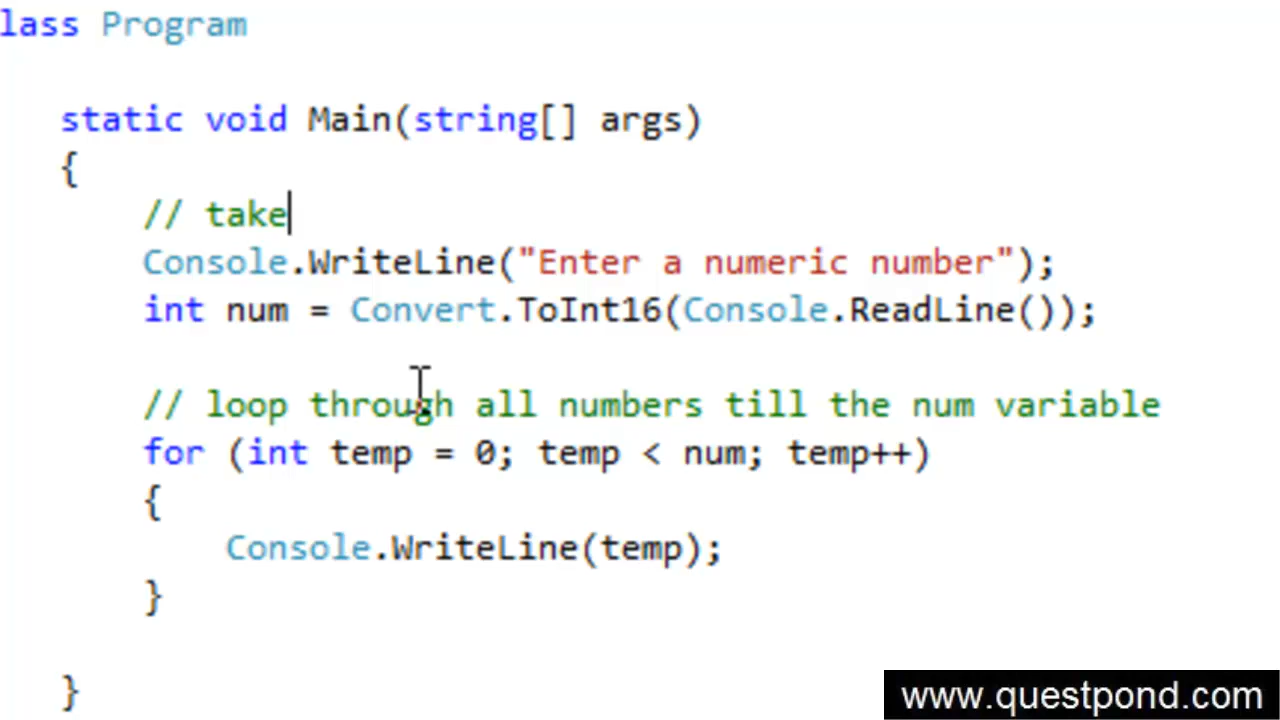 lass Program
static void Main(string[] args)
{
// take
Console.WriteLine("Enter a numeric number");
int num = Convert.ToInt16(Console.ReadLine());
// loop through all numbers till the num variable
for (int temp = 0; temp < num; temp++)
{
Console.WriteLine(temp);
}
}
www.questpond.com